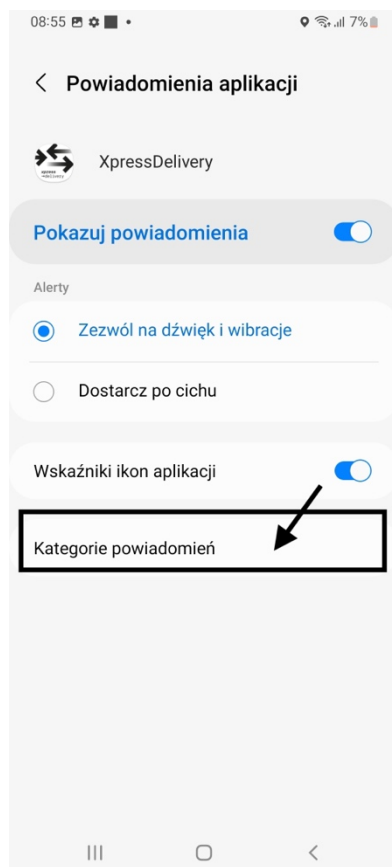 08:55
7%
Powiadomienia aplikacji
XpressDelivery
Pokazuj powiadomienia
Alerty
Zezwól na dźwięk i wibracje
Dostarcz po cichu
Wskaźniki ikon aplikacji
Kategorie powiadomień